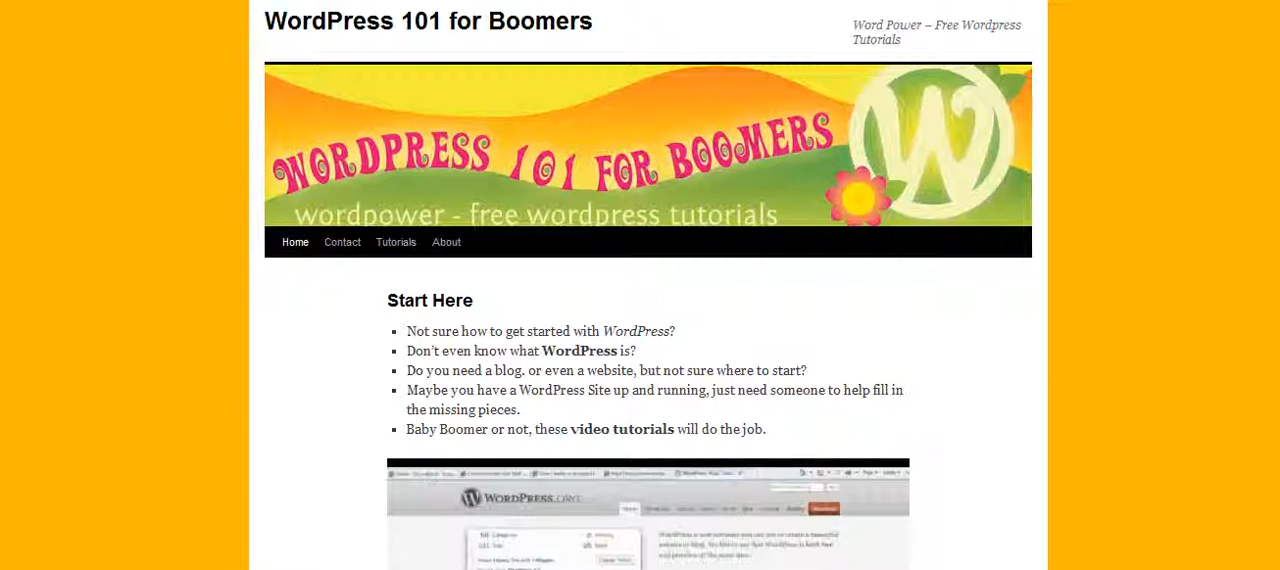 WordPress 101 for Boomers
Word Power – Free Wordpress
Tutorials
WORDPRESS 101 FOR BOOMERS
W
wordpower - free wordpress tutorials
Home Contact Tutorials About
Start Here
Not sure how to get started with WordPress?
Don't even know what WordPress is?
Do you need a blog. or even a website, but not sure where to start?
Maybe you have a WordPress Site up and running, just need someone to help fill in
the missing pieces.
Baby Boomer or not, these video tutorials will do the job.
WORDPRESS.ORG